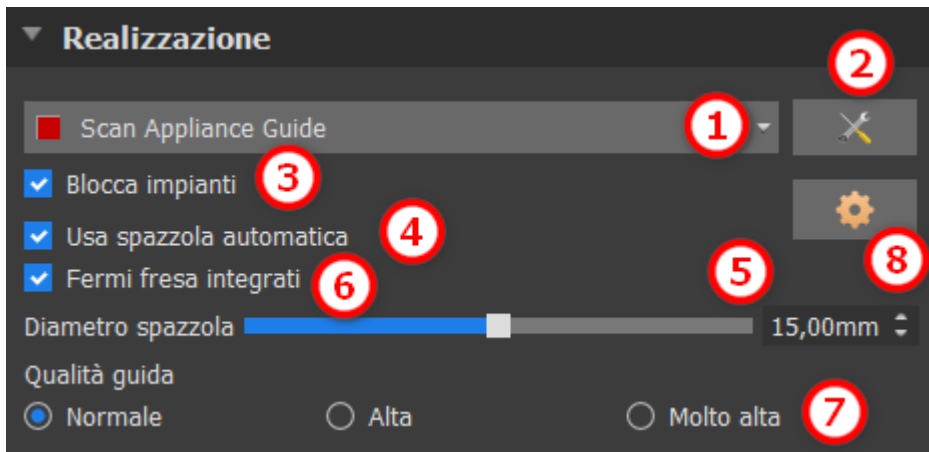 Realizzazione
2
Scan Appliance Guide 1
Blocca impianti 3
Usa spazzola automatica 4
8
Fermi fresa integrati 6
5
Diametro spazzola 15,00mm
Qualità guida
Normale Alta Molto alta 7